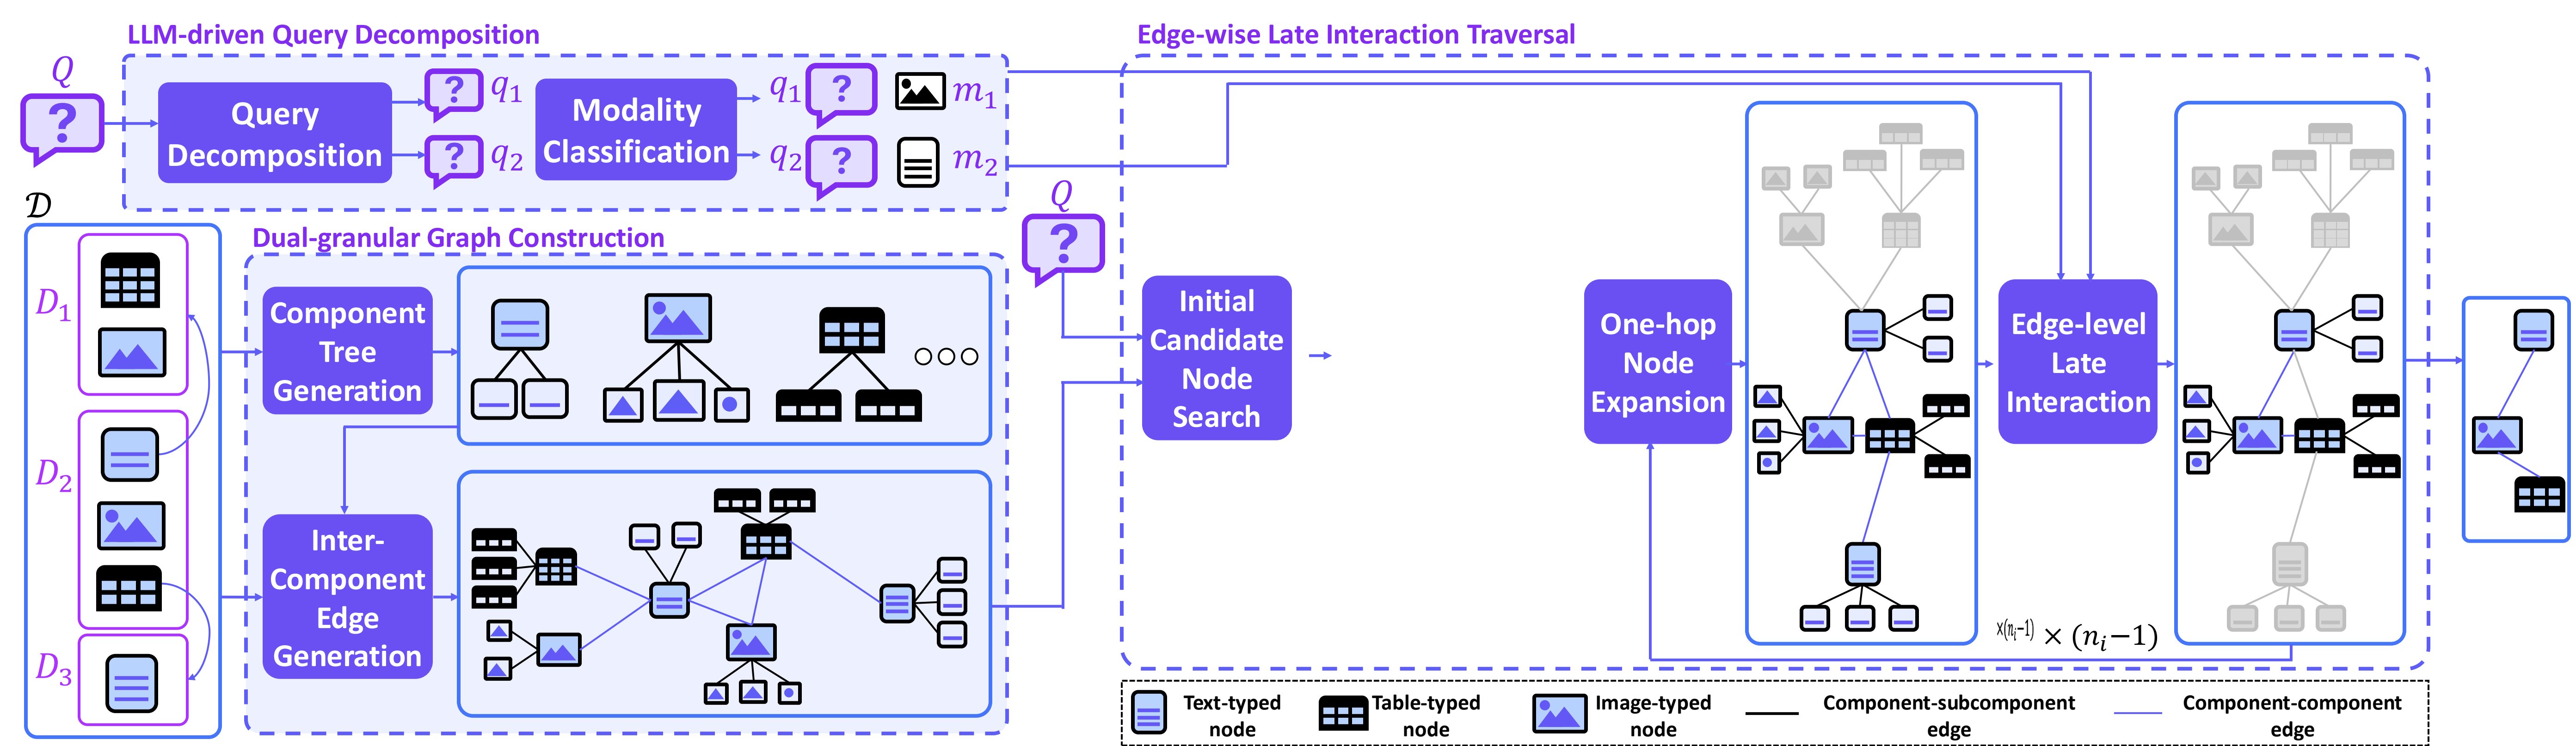 LLM-driven Query Decomposition
Q
?
Query
Decomposition
? q1
? q2
Modality
Classification
q1 ? m1
q2 ? m2
𝒟
D1
D2
D3
Dual-granular Graph Construction
Component
Tree
Generation
Inter-
Component
Edge
Generation
Edge-wise Late Interaction Traversal
Q
?
Initial
Candidate
Node
Search
One-hop
Node
Expansion
Edge-level
Late
Interaction
×(ni−1) × (ni−1)
Text-typed
node
Table-typed
node
Image-typed
node
Component-subcomponent
edge
Component-component
edge